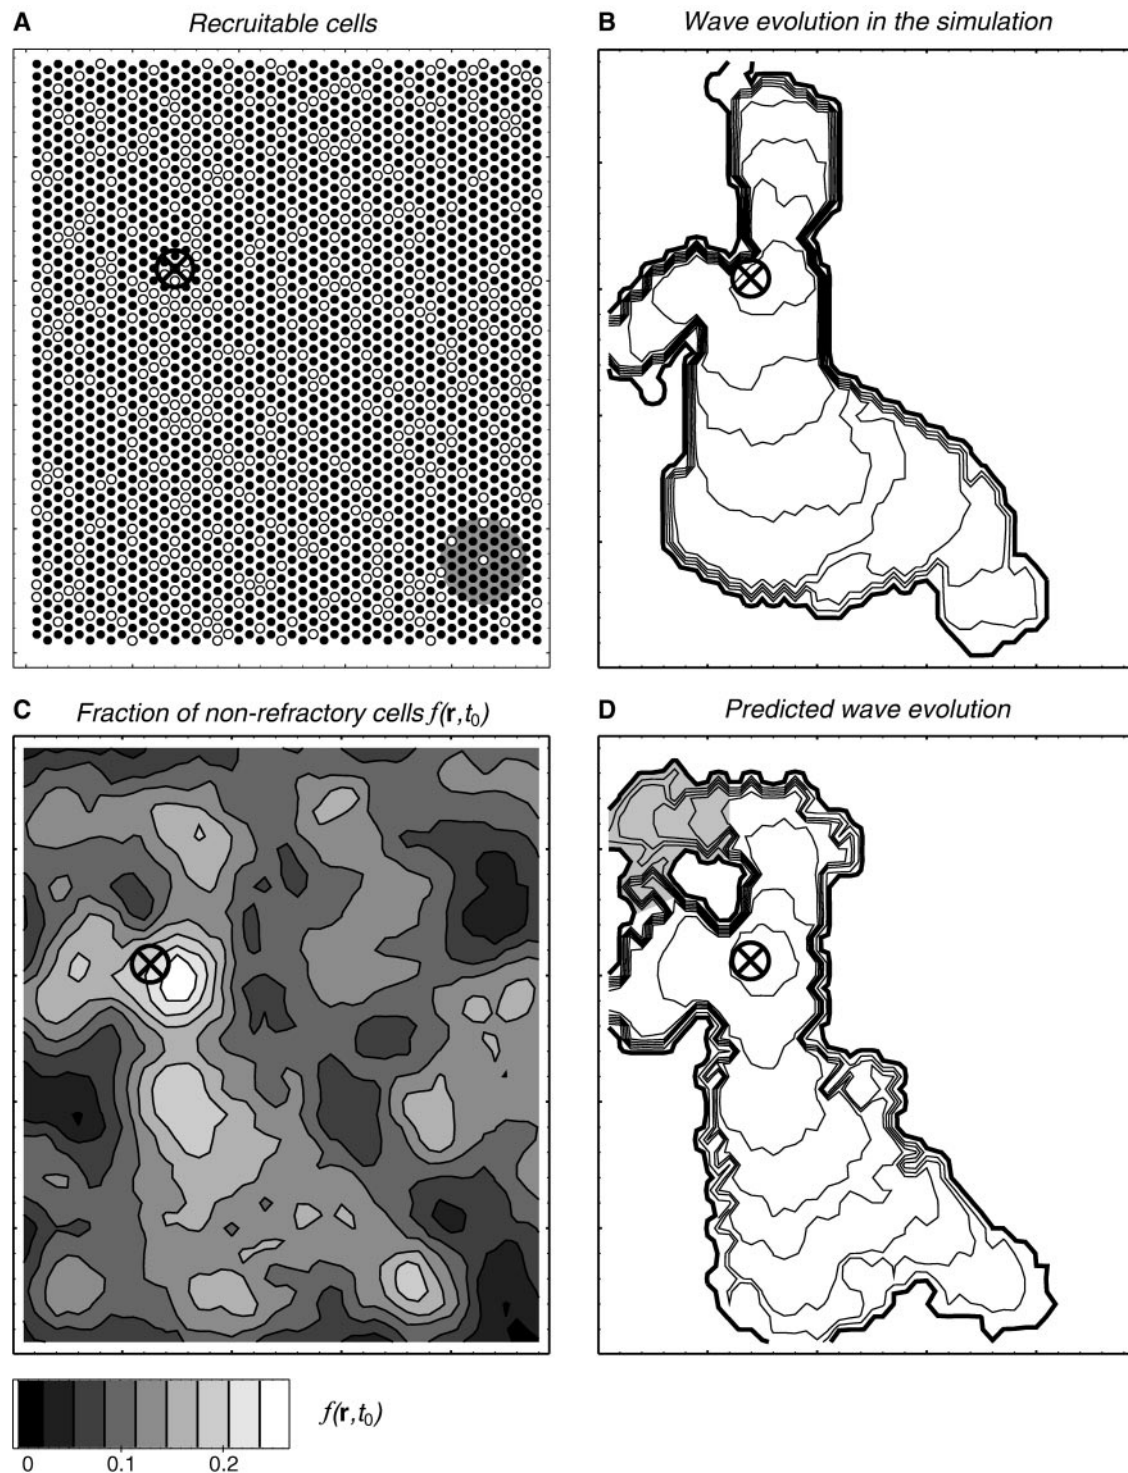 A Recruitable cells
B Wave evolution in the simulation
C Fraction of non-refractory cells f(r,t₀)
D Predicted wave evolution
f(r,t₀)
0 0.1 0.2